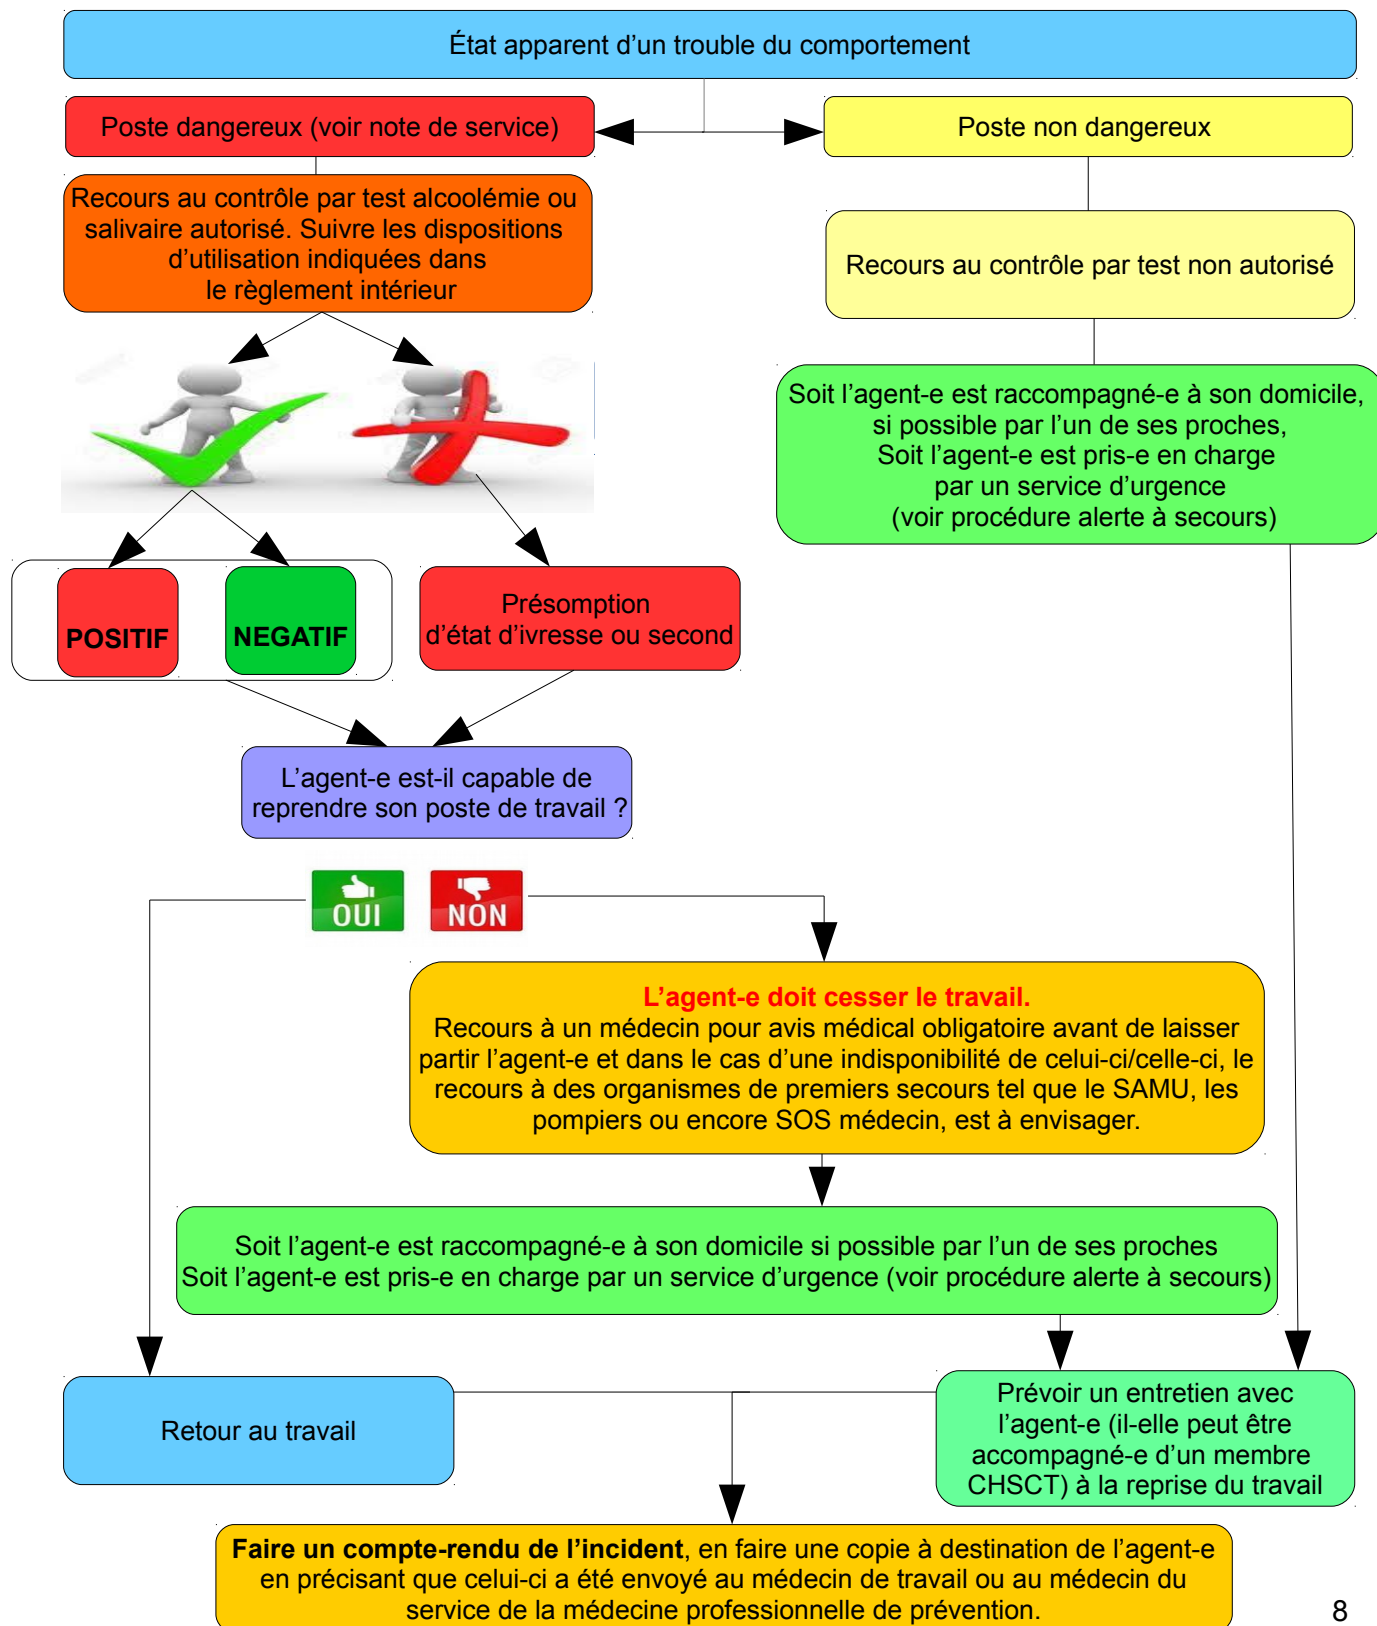 État apparent d’un trouble du comportement
Poste dangereux (voir note de service)
Poste non dangereux
Recours au contrôle par test alcoolémie ou
salivaire autorisé. Suivre les dispositions
d’utilisation indiquées dans
le règlement intérieur
Recours au contrôle par test non autorisé
Soit l’agent-e est raccompagné-e à son domicile,
si possible par l’un de ses proches,
Soit l’agent-e est pris-e en charge
par un service d’urgence
(voir procédure alerte à secours)
POSITIF
NEGATIF
Présomption
d’état d’ivresse ou second
L’agent-e est-il capable de
reprendre son poste de travail ?
OUI
NON
L’agent-e doit cesser le travail.
Recours à un médecin pour avis médical obligatoire avant de laisser
partir l’agent-e et dans le cas d’une indisponibilité de celui-ci/celle-ci, le
recours à des organismes de premiers secours tel que le SAMU, les
pompiers ou encore SOS médecin, est à envisager.
Soit l’agent-e est raccompagné-e à son domicile si possible par l’un de ses proches
Soit l’agent-e est pris-e en charge par un service d’urgence (voir procédure alerte à secours)
Retour au travail
Prévoir un entretien avec
l’agent-e (il-elle peut être
accompagné-e d’un membre
CHSCT) à la reprise du travail
Faire un compte-rendu de l’incident, en faire une copie à destination de l’agent-e
en précisant que celui-ci a été envoyé au médecin de travail ou au médecin du
service de la médecine professionnelle de prévention.
8